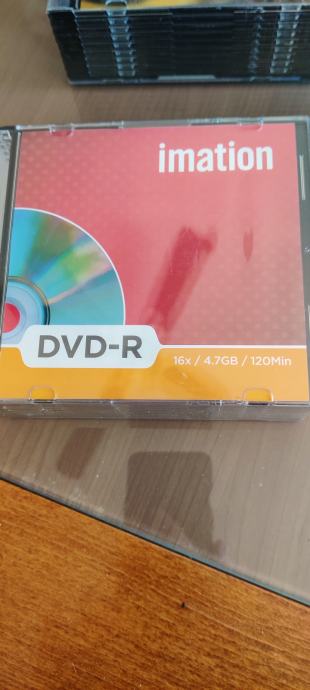 imation
DVD-R
16x / 4.7GB / 120Min